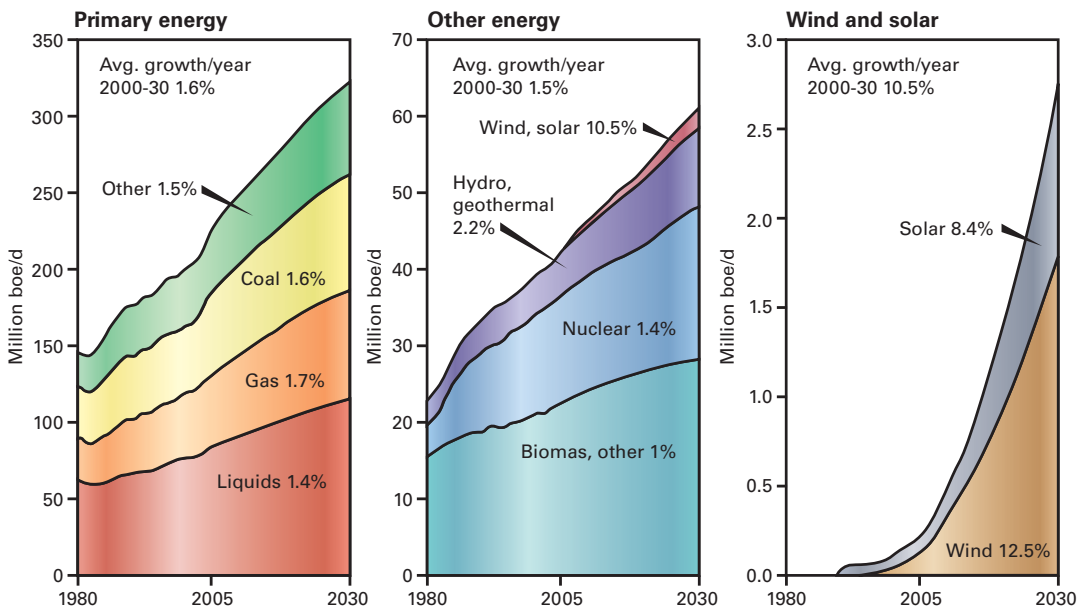 Primary energy
350
300
250
200
150
100
50
0
Million boe/d
Avg. growth/year
2000-30 1.6%
Other 1.5%
Coal 1.6%
Gas 1.7%
Liquids 1.4%
1980
2005
2030
Other energy
70
60
50
40
30
20
10
0
Million boe/d
Avg. growth/year
2000-30 1.5%
Wind, solar 10.5%
Hydro,
geothermal
2.2%
Nuclear 1.4%
Biomas, other 1%
1980
2005
2030
Wind and solar
3.0
2.5
2.0
1.5
1.0
0.5
0.0
Million boe/d
Avg. growth/year
2000-30 10.5%
Solar 8.4%
Wind 12.5%
1980
2005
2030